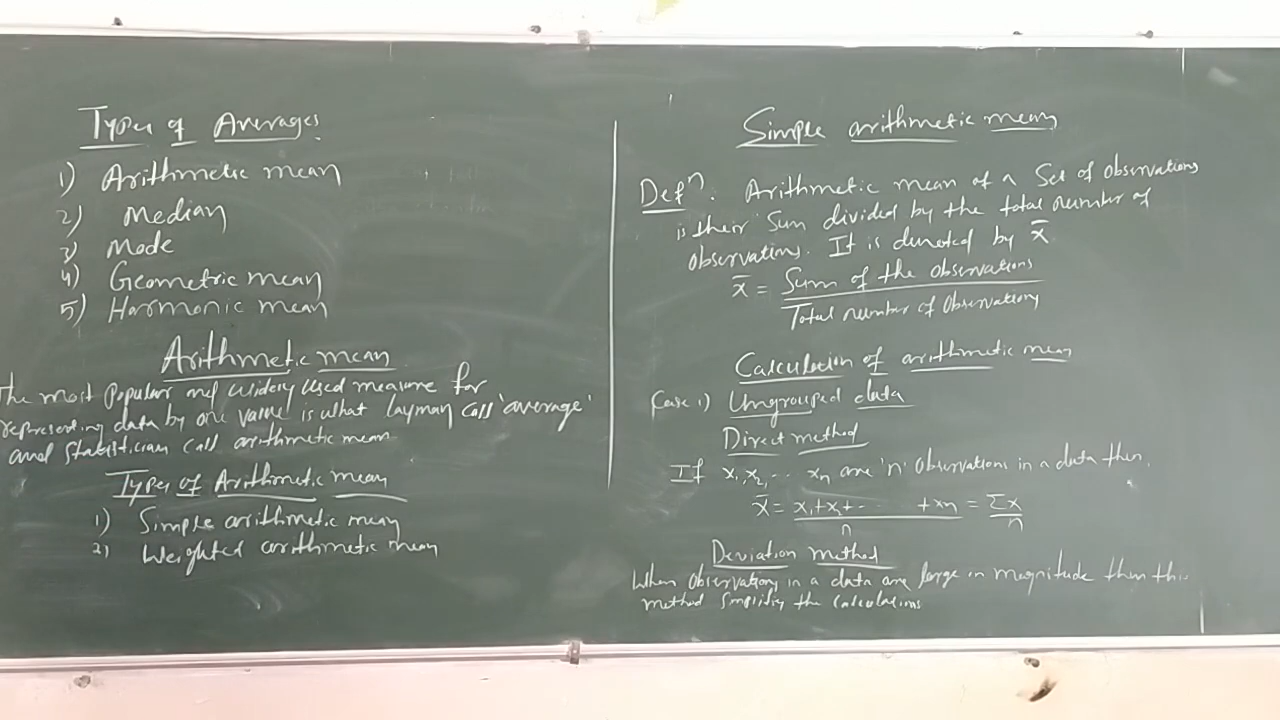 Types of Averages
1) Arithmetic mean
2) Median
3) Mode
4) Geometric mean
5) Harmonic mean
Arithmetic mean
The most Popular and widely used measure for
representing data by one value is what layman call 'average'
and statistician call arithmetic mean
Types of Arithmetic mean
1) Simple arithmetic mean
2) Weighted arithmetic mean
Simple arithmetic mean
Defⁿ: Arithmetic mean of a Set of observations
is their Sum divided by the total number of
observations. It is denoted by x̄
x̄ = Sum of the observations
Total number of observations
Calculation of arithmetic mean
Case 1) Ungrouped data
Direct method
If x₁, x₂, ... xn are 'n' Observations in a data then,
x̄ = x₁+x₂+... +xn = Σx
n n
Deviation method
When Observations in a data are large in magnitude then this
method simplifies the calculations